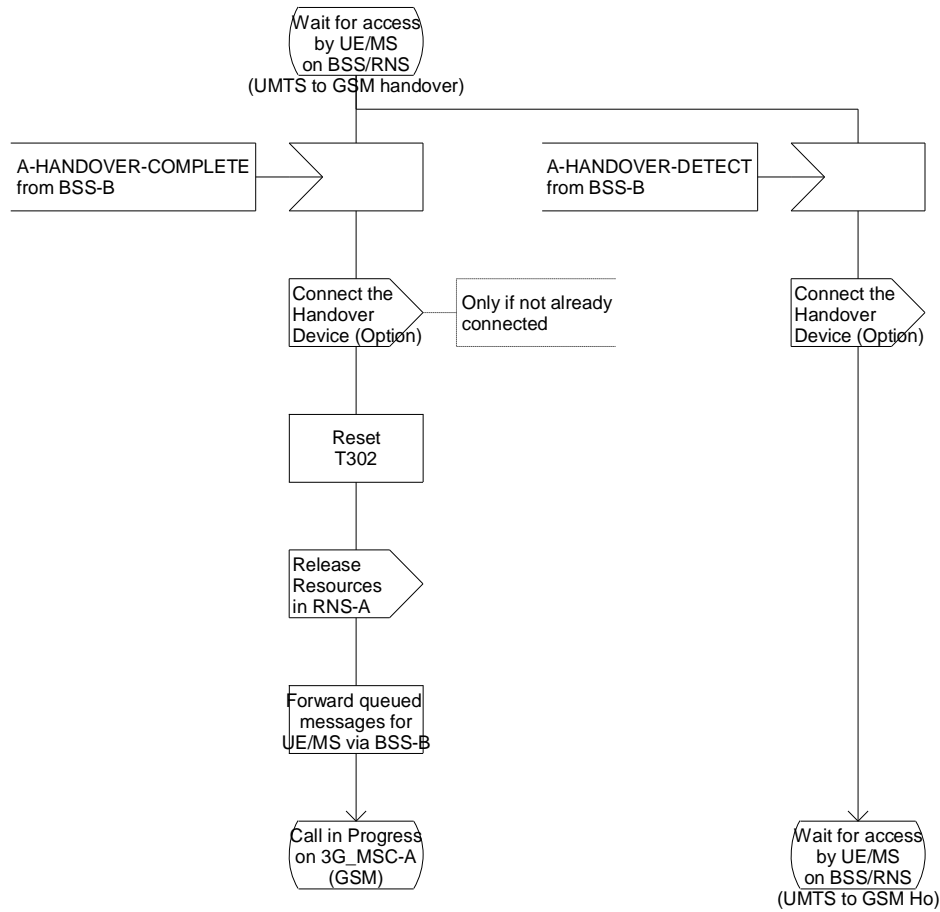 Wait for access
by UE/MS
on BSS/RNS
(UMTS to GSM handover)
A-HANDOVER-COMPLETE
from BSS-B
A-HANDOVER-DETECT
from BSS-B
Connect the
Handover
Device (Option)
Only if not already
connected
Connect the
Handover
Device (Option)
Reset
T302
Release
Resources
in RNS-A
Forward queued
messages for
UE/MS via BSS-B
Call in Progress
on 3G_MSC-A
(GSM)
Wait for access
by UE/MS
on BSS/RNS
(UMTS to GSM Ho)